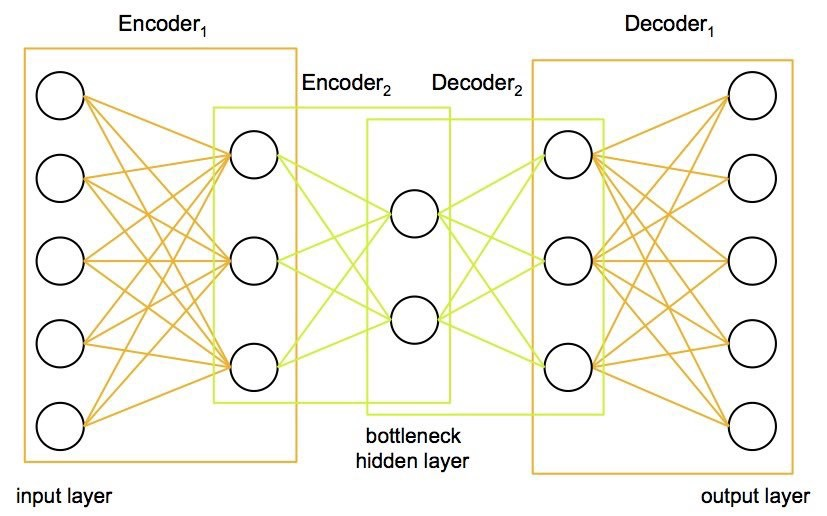 Encoder₁
Decoder₁
Encoder₂
Decoder₂
bottleneck
hidden layer
input layer
output layer